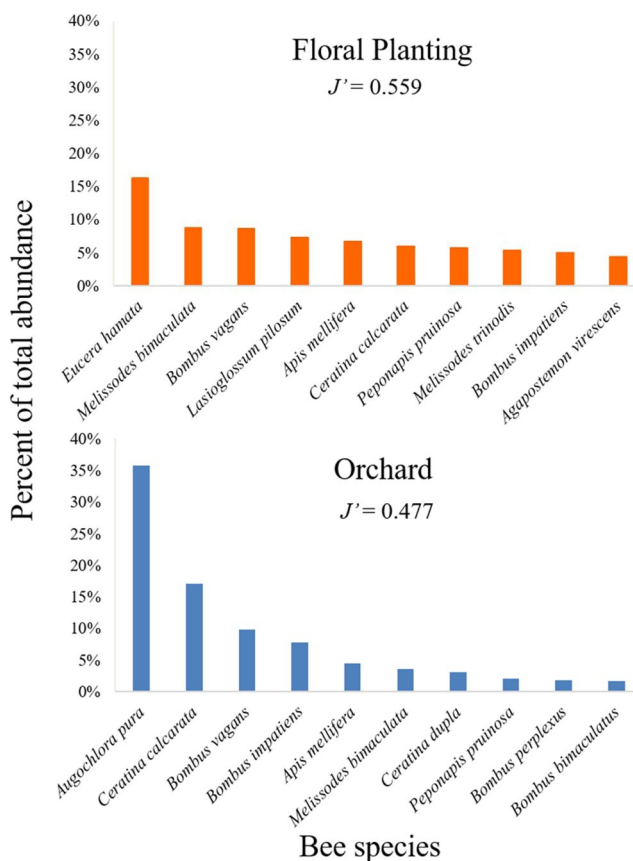 Percent of total abundance
Floral Planting
J’= 0.559
40%
35%
30%
25%
20%
15%
10%
5%
0%
Eucera hamata
Melissodes bimaculata
Bombus vagans
Lasioglossum pilosum
Apis mellifera
Ceratina calcarata
Peponapis pruinosa
Melissodes trinodis
Bombus impatiens
Agapostemon virescens
Orchard
J’= 0.477
40%
35%
30%
25%
20%
15%
10%
5%
0%
Augochlora pura
Ceratina calcarata
Bombus vagans
Bombus impatiens
Apis mellifera
Melissodes bimaculata
Ceratina dupla
Peponapis pruinosa
Bombus perplexus
Bombus bimaculatus
Bee species